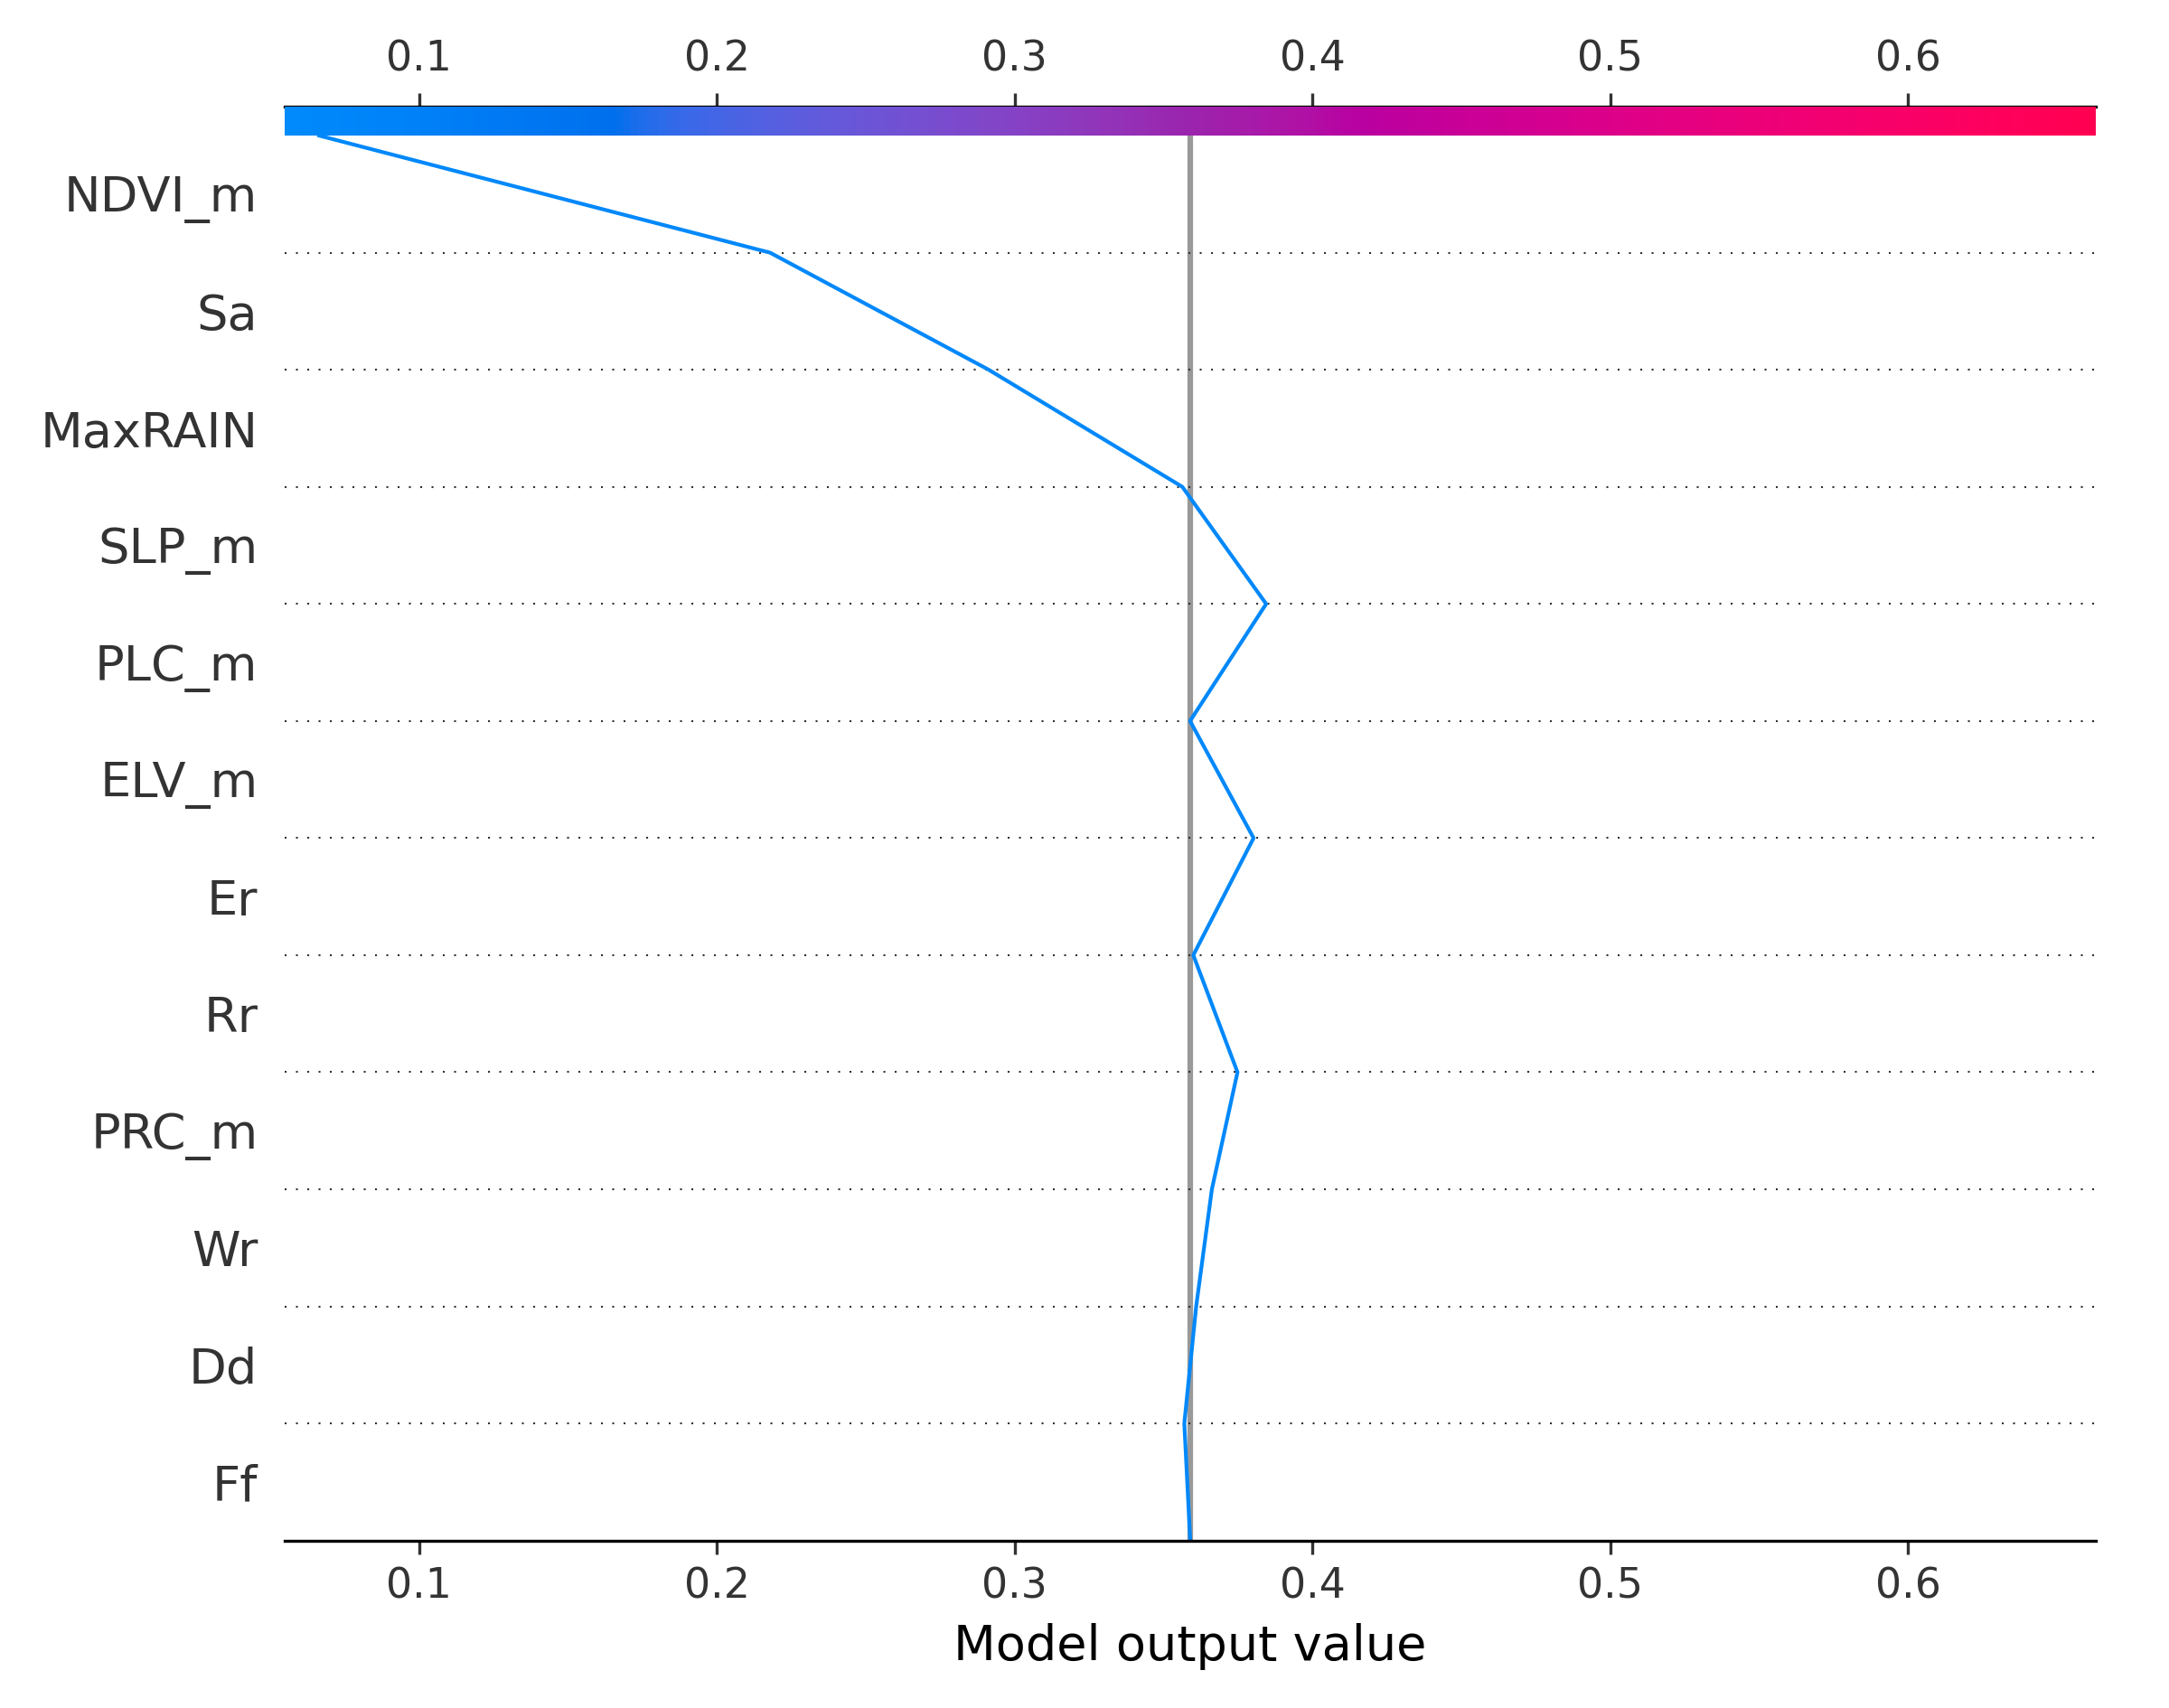 0.1 0.2 0.3 0.4 0.5 0.6
NDVI_m
Sa
MaxRAIN
SLP_m
PLC_m
ELV_m
Er
Rr
PRC_m
Wr
Dd
Ff
0.1 0.2 0.3 0.4 0.5 0.6
Model output value